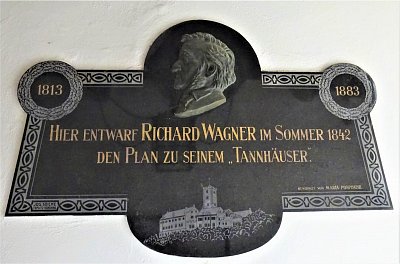 1813
1883
HIER ENTWARF RICHARD WAGNER IM SOMMER 1842
DEN PLAN ZU SEINEM „TANNHÄUSER“.